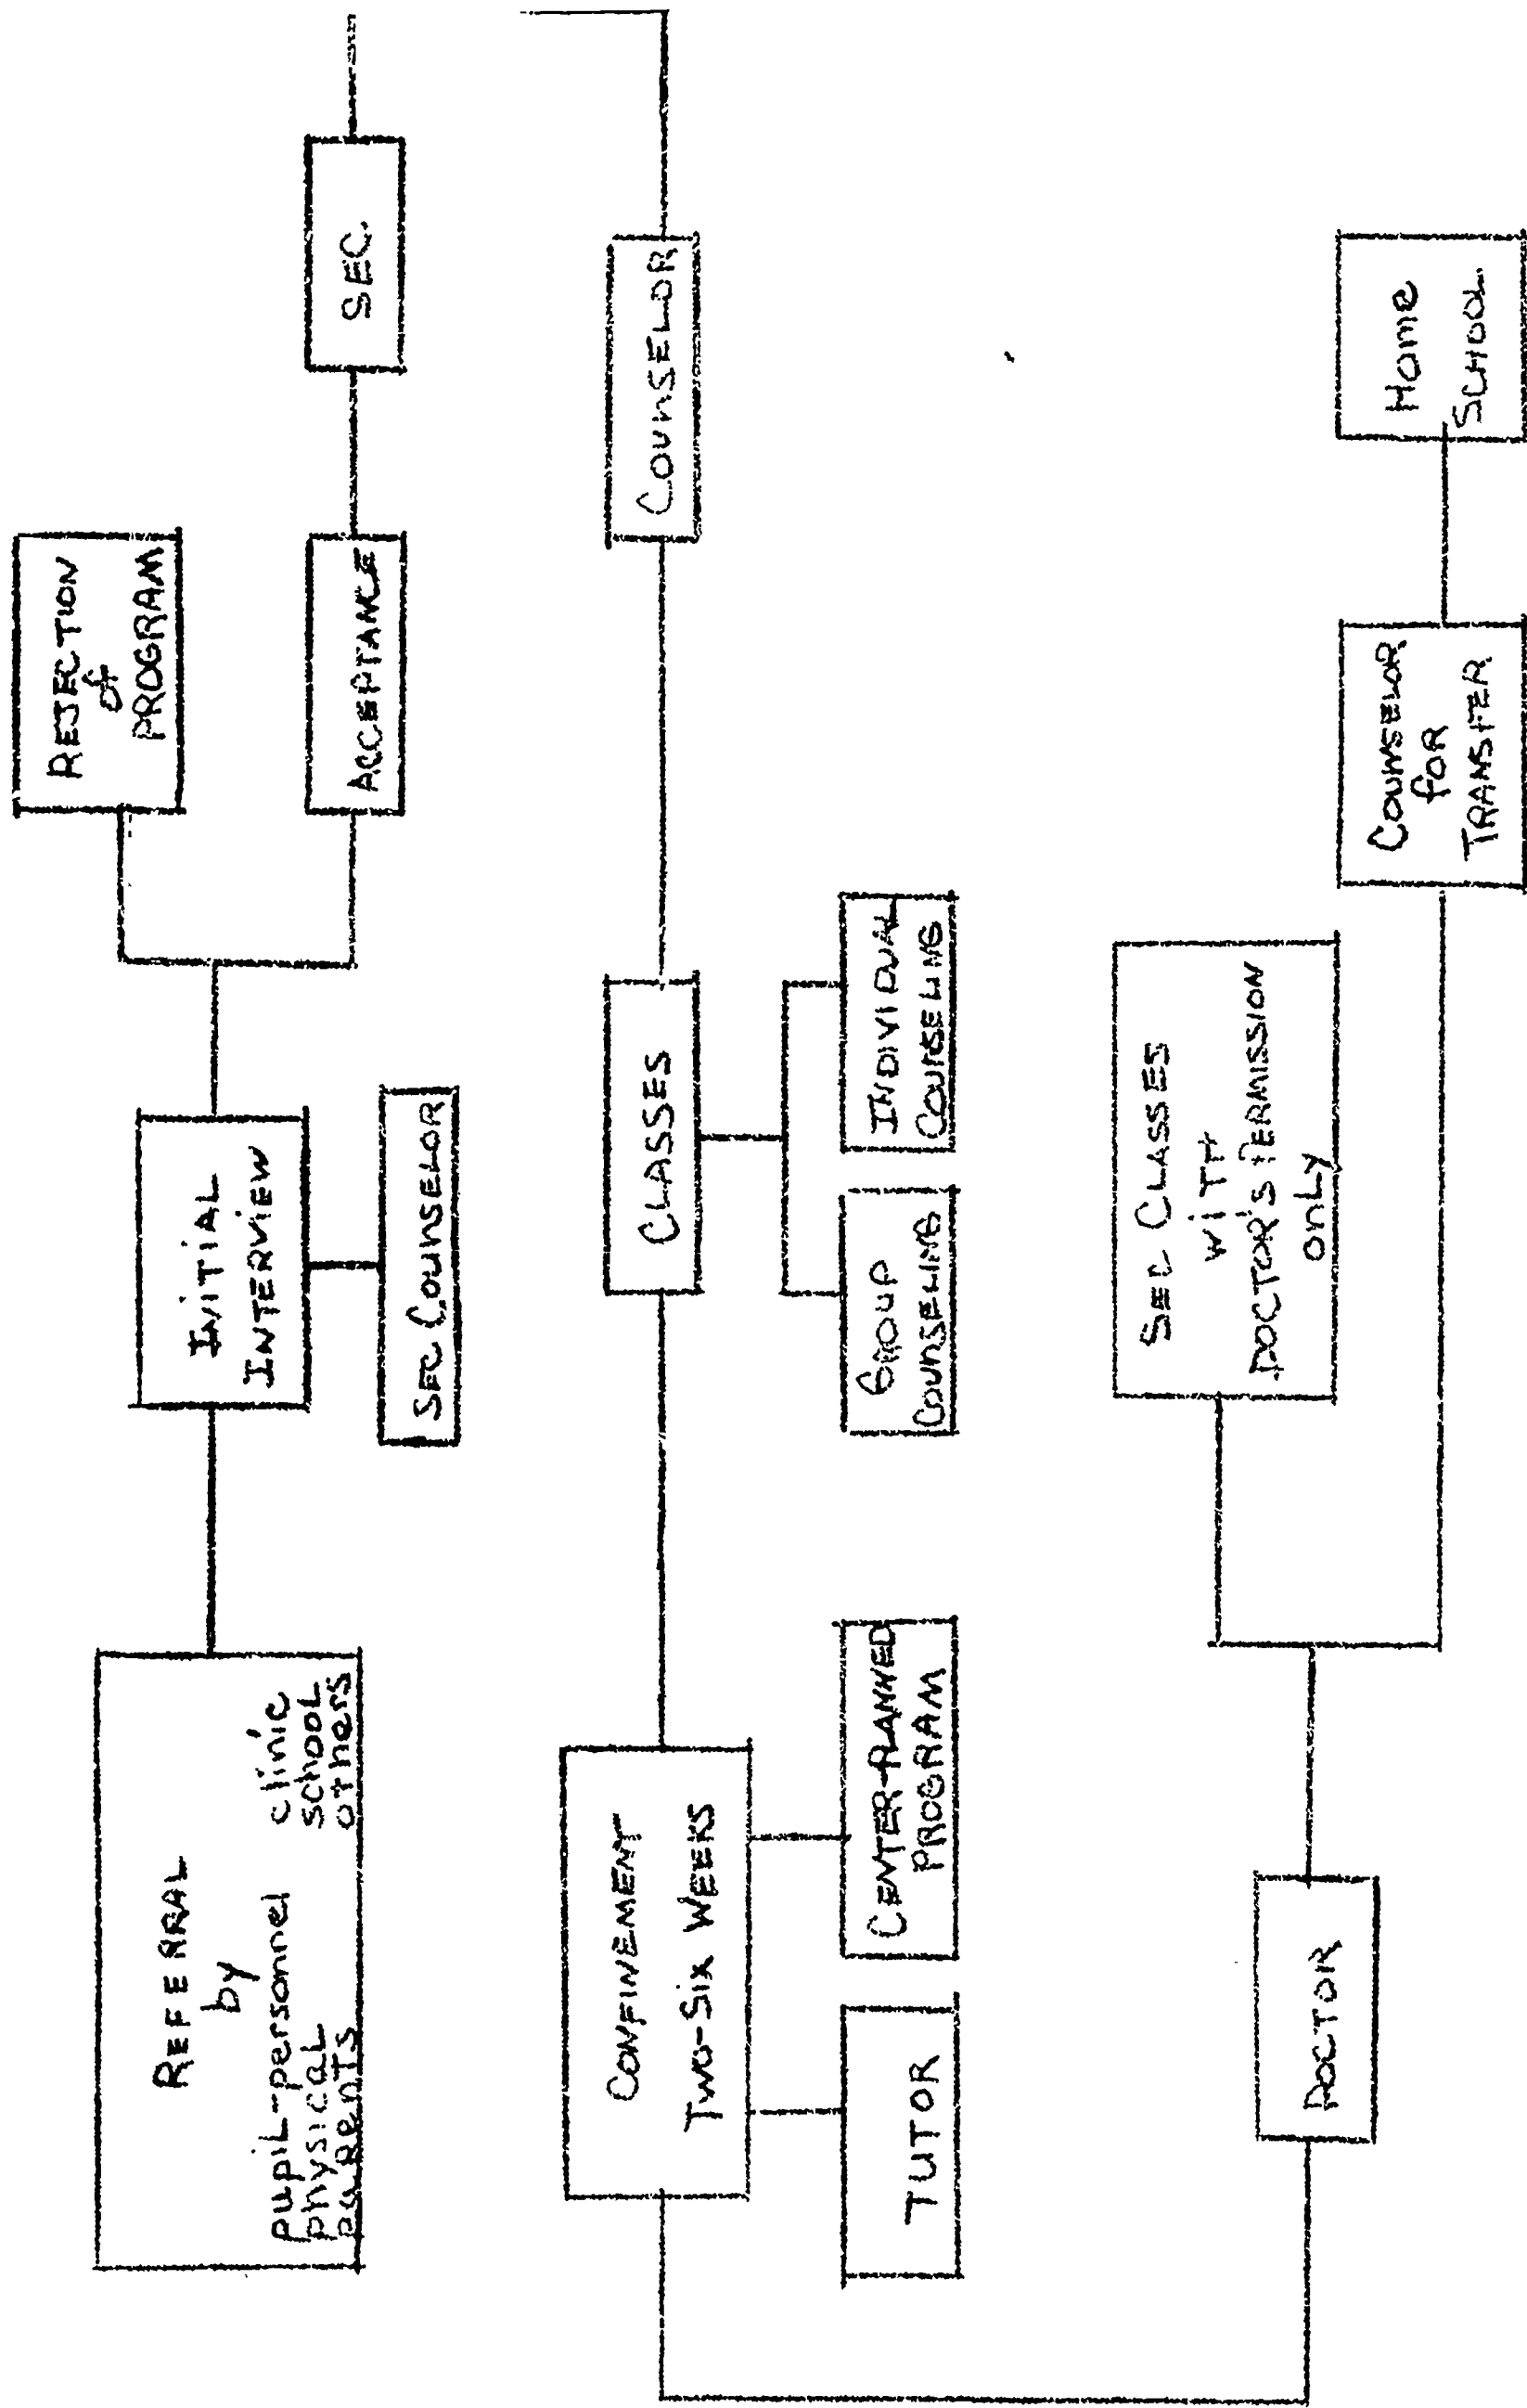 REFERRAL
by
pupil-personnel clinic
physical school
parents others
INITIAL
INTERVIEW
SEC COUNSELOR
REJECTION
of
PROGRAM
ACCEPTANCE
SEC.
COUNSELOR
CLASSES
GROUP
COUNSELING
INDIVIDUAL
COUNSELING
CONFINEMENT
TWO-SIX WEEKS
TUTOR
CENTER-PLANNED
PROGRAM
DOCTOR
SEC CLASSES
WITH
DOCTOR'S PERMISSION
ONLY
COUNSELOR
for
TRANSFER
Home
SCHOOL